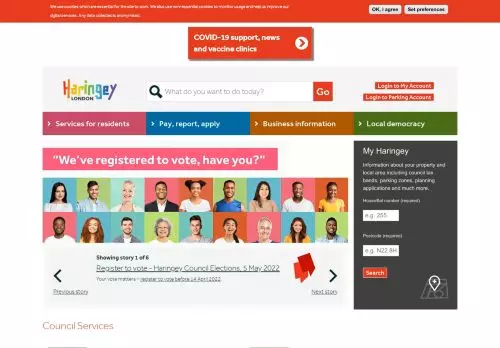 We use cookies which are essential for the site to work. We also use non-essential cookies to monitor usage and help us improve our
digital services. Any data collected is anonymised.
OK, I agree
Set preferences
COVID-19 support, news
and vaccine clinics
Haringey
LONDON
What do you want to do today?
Go
Login to My Account
Login to Parking Account
Services for residents
Pay, report, apply
Business information
Local democracy
"We've registered to vote, have you?"
Showing story 1 of 6
Register to vote - Haringey Council Elections, 5 May 2022
Your vote matters - register to vote before 14 April 2022.
Previous story
Next story
My Haringey
Information about your property and
local area including council tax
bands, parking zones, planning
applications and much more.
House/flat number (required)
e.g. 255
Postcode (required)
e.g. N22 8H
Search
Council Services